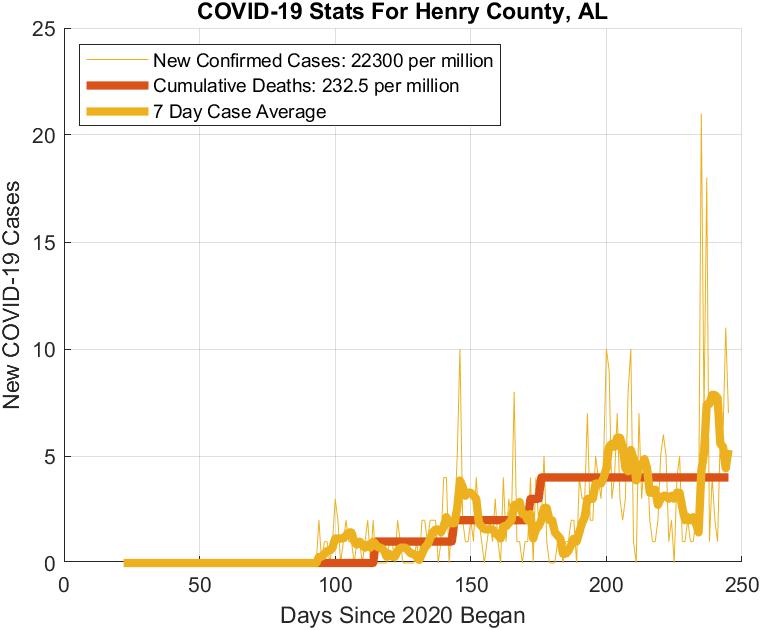 COVID-19 Stats For Henry County, AL
New Confirmed Cases: 22300 per million
Cumulative Deaths: 232.5 per million
7 Day Case Average
New COVID-19 Cases
25
20
15
10
5
0
0 50 100 150 200 250
Days Since 2020 Began